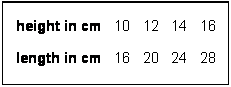 height in cm 10 12 14 16
length in cm 16 20 24 28